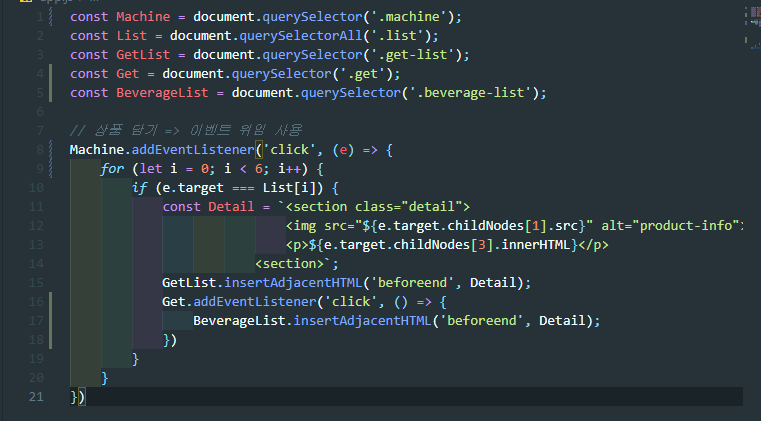 1 const Machine = document.querySelector('.machine');
2 const List = document.querySelectorAll('.list');
3 const GetList = document.querySelector('.get-list');
4 const Get = document.querySelector('.get');
5 const BeverageList = document.querySelector('.beverage-list');
6
7 // 상품 담기 => 이벤트 위임 사용
8 Machine.addEventListener('click', (e) => {
9     for (let i = 0; i < 6; i++) {
10         if (e.target === List[i]) {
11             const Detail = `<section class="detail">
12                             <img src="${e.target.childNodes[1].src}" alt="product-info"
13                             <p>${e.target.childNodes[3].innerHTML}</p>
14                         <section>`;
15             GetList.insertAdjacentHTML('beforeend', Detail);
16             Get.addEventListener('click', () => {
17                 BeverageList.insertAdjacentHTML('beforeend', Detail);
18             })
19         }
20     }
21 })